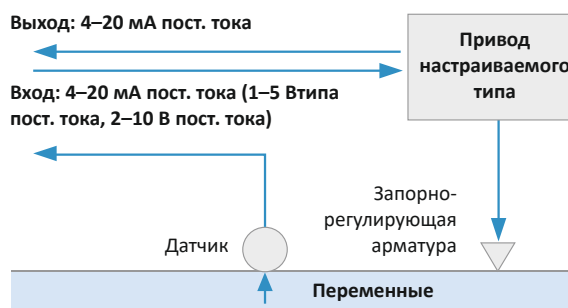 Выход: 4–20 мА пост. тока
Привод
настраиваемого
типа
Вход: 4–20 мА пост. тока (1–5 Втипа
пост. тока, 2–10 В пост. тока)
Запорно-
регулирующая
арматура
Датчик
Переменные